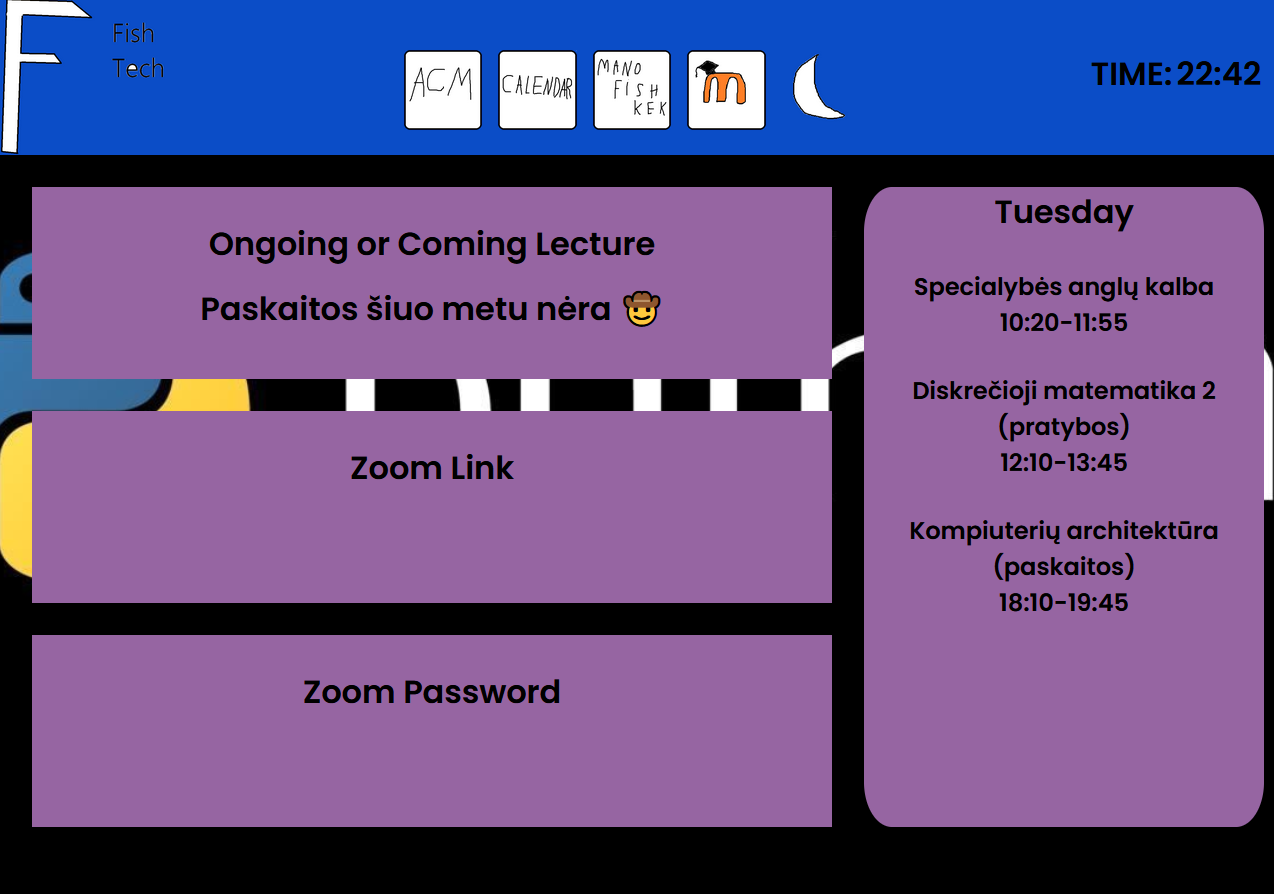 F
Fish
Tech
ACM
CALENDAR
MANO
FISH
KEK
m
TIME: 22:42
Ongoing or Coming Lecture
Paskaitos šiuo metu nėra 🤠
Zoom Link
Zoom Password
Tuesday
Specialybės anglų kalba
10:20-11:55
Diskrečioji matematika 2
(pratybos)
12:10-13:45
Kompiuterių architektūra
(paskaitos)
18:10-19:45